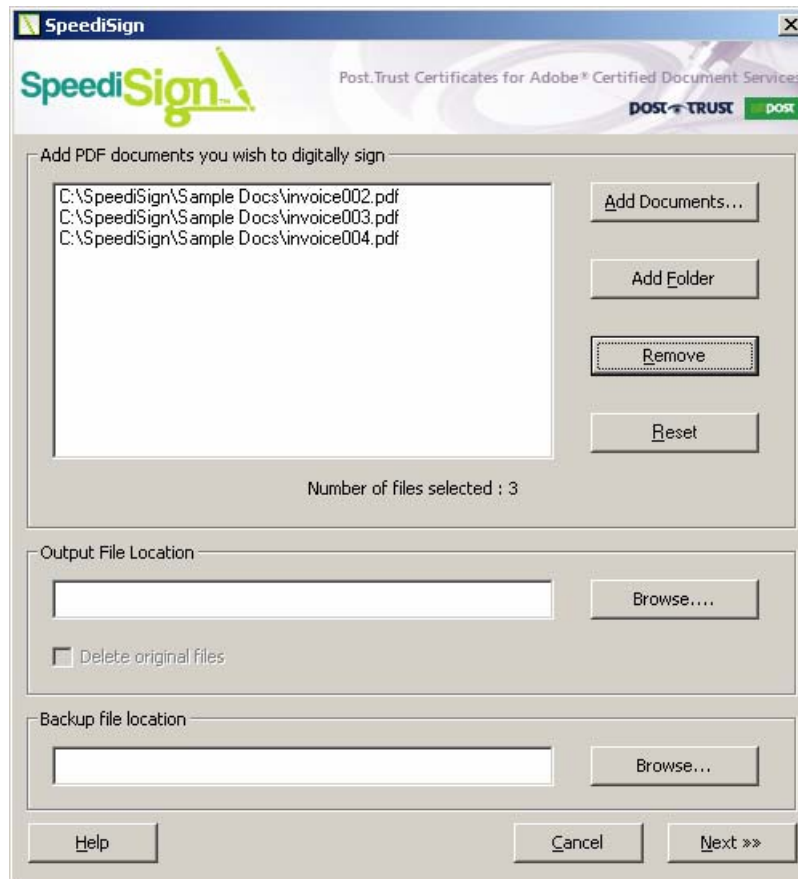 SpeediSign
SpeediSign™
Post.Trust Certificates for Adobe® Certified Document Services
POST TRUST
post
Add PDF documents you wish to digitally sign
C:\SpeediSign\Sample Docs\invoice002.pdf
C:\SpeediSign\Sample Docs\invoice003.pdf
C:\SpeediSign\Sample Docs\invoice004.pdf
Add Documents...
Add Folder
Remove
Reset
Number of files selected : 3
Output File Location
Browse....
Delete original files
Backup file location
Browse...
Help
Cancel
Next »»